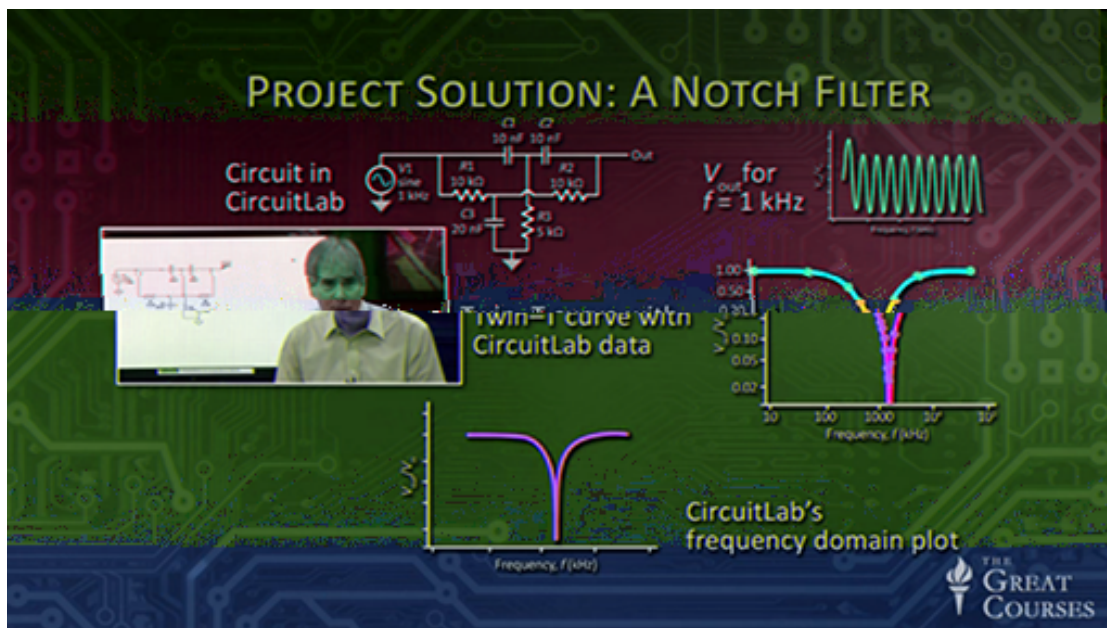 PROJECT SOLUTION: A NOTCH FILTER
Circuit in
CircuitLab
V1
sine
1 kHz
C1
10 nF
C2
10 nF
Out
R1
10 kΩ
R2
10 kΩ
C3
20 nF
R3
5 kΩ
V out for
f = 1 kHz
Twin-T curve with
CircuitLab data
1.00
0.50
0.10
0.05
0.02
10
100
1000
Frequency, f (kHz)
Frequency, f (kHz)
CircuitLab's
frequency domain plot
THE
GREAT
COURSES